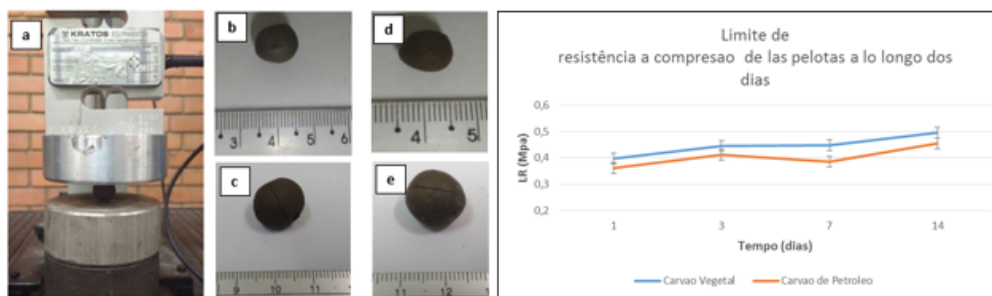 a
KRATOS
b
3 4 5 6
c
9 10 11
d
4 5
e
11 12
Limite de
resistência a compresao de las pelotas a lo longo dos
dias
LR (Mpa)
0,6
0,5
0,4
0,3
0,2
1 3 7 14
Tempo (dias)
Carvao Vegetal Carvao de Petroleo